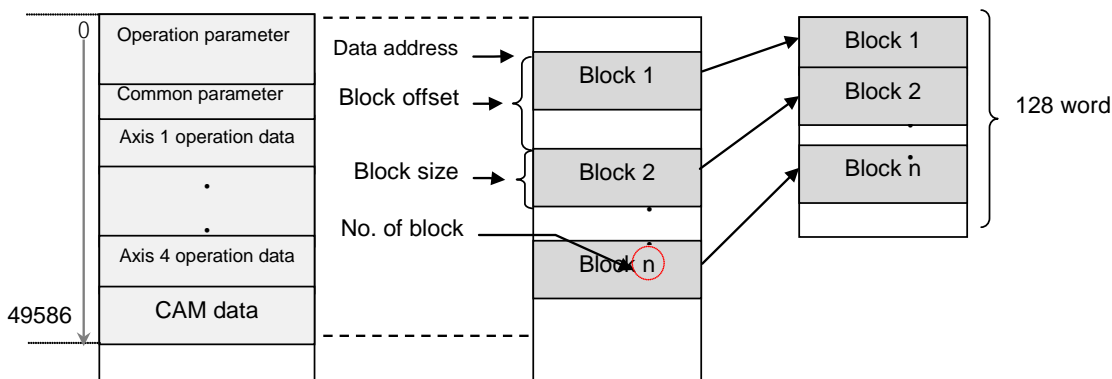 0
Operation parameter
Common parameter
Axis 1 operation data
Axis 4 operation data
CAM data
49586
Data address
Block offset
Block size
No. of block
Block 1
Block 2
Block n
Block 1
Block 2
Block n
128 word